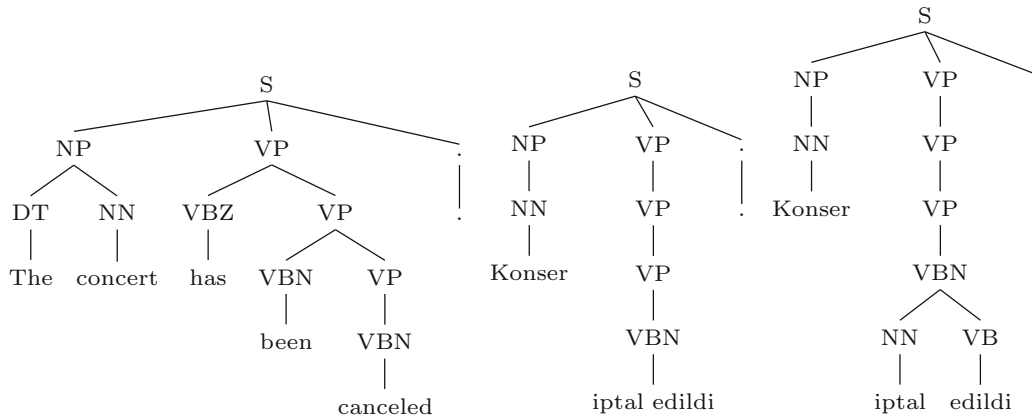 S
S
S
NP VP
NP VP .
NP VP .
NN VP
DT NN VBZ VP .
NN VP .
Konser VP
The concert has VBN VP
Konser VP
VBN
been VBN
VBN
NN VB
canceled
iptal edildi
iptal edildi